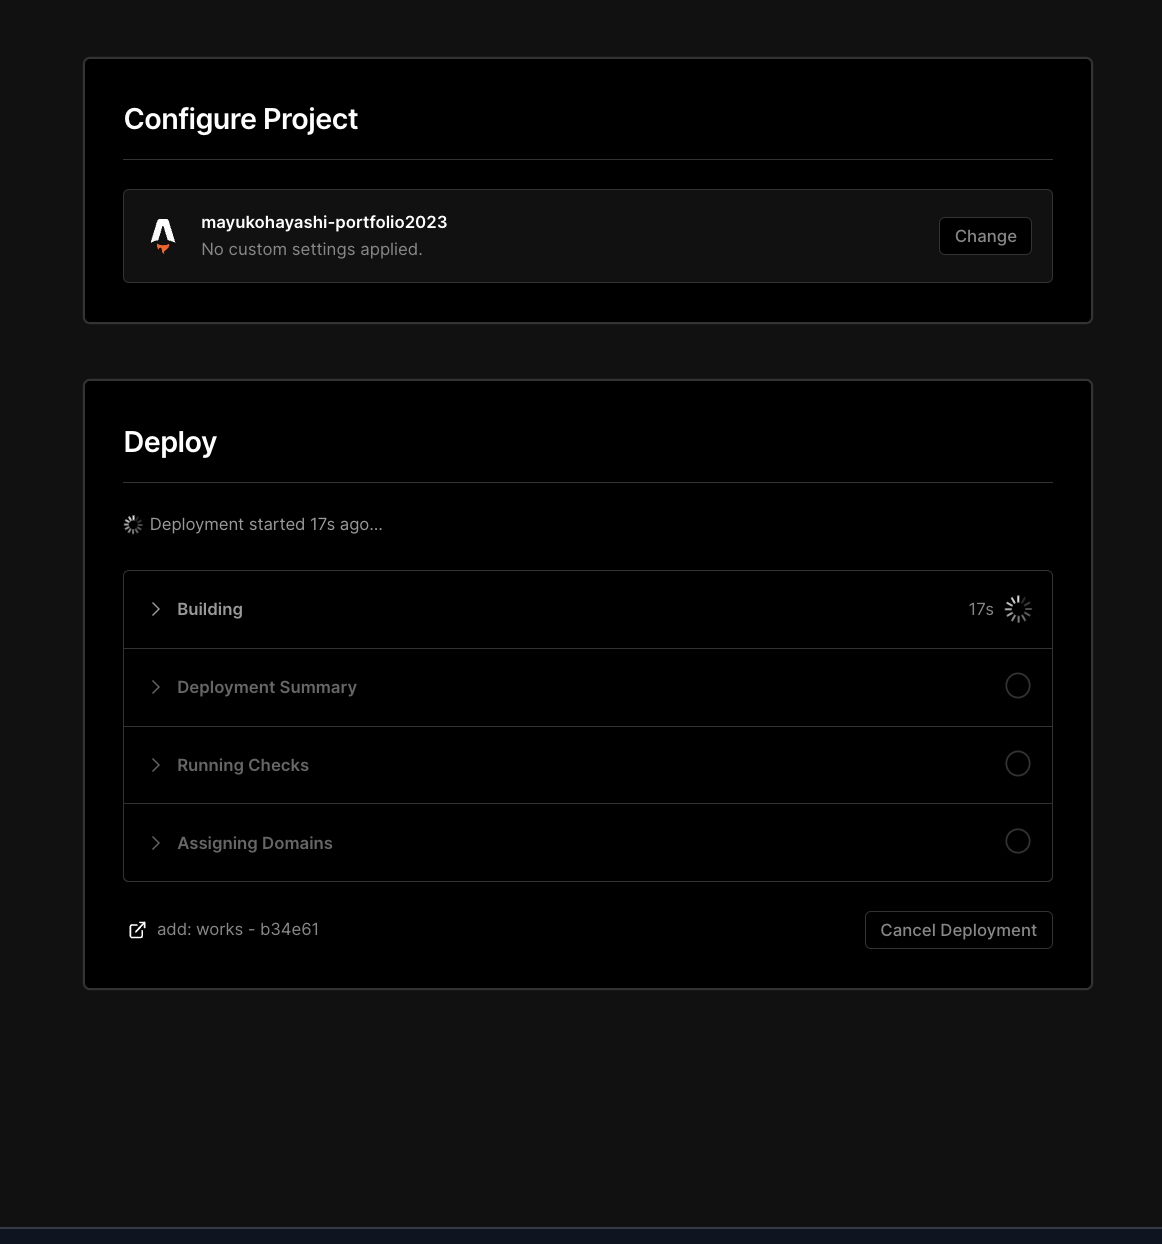 Configure Project
mayukohayashi-portfolio2023
No custom settings applied.
Change
Deploy
Deployment started 17s ago...
Building
17s
Deployment Summary
Running Checks
Assigning Domains
add: works - b34e61
Cancel Deployment